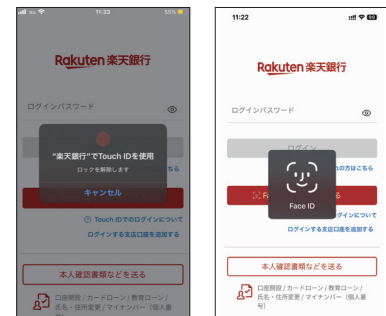 au
11:33
100%
Rakuten 楽天銀行
ログインパスワード
"楽天銀行"でTouch IDを使用
ロックを解除します
ちら
キャンセル
Touch IDでのログインについて
ログインする支店口座を追加する
本人確認書類などを送る
口座開設 / カードローン / 教育ローン /
氏名・住所変更 / マイナンバー(個人番
号)
11:22
Rakuten 楽天銀行
ログインパスワード
ログイン
の方はこちら
Face ID
る
グインについて
ログインする支店口座を追加する
本人確認書類などを送る
口座開設 / カードローン / 教育ローン /
氏名・住所変更 / マイナンバー(個人番
号)